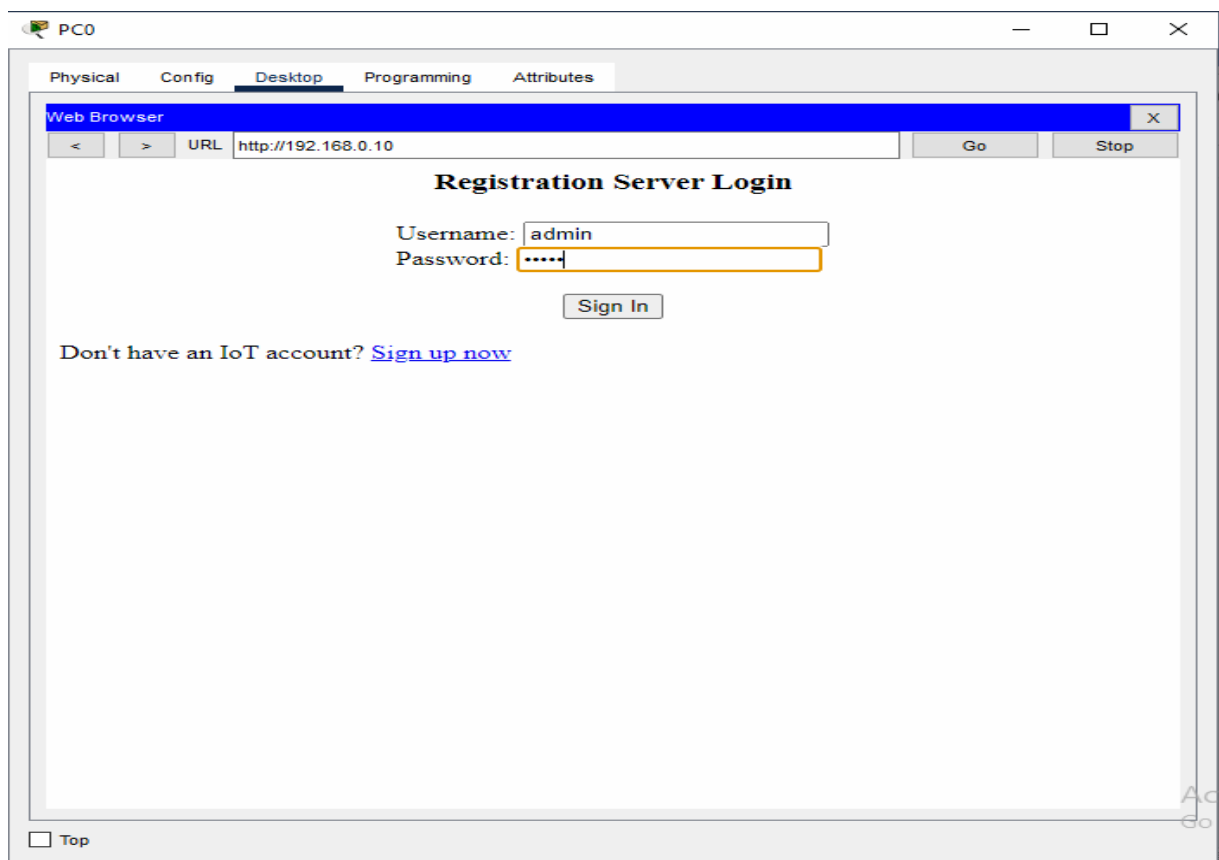 PC0
Physical Config Desktop Programming Attributes
Web Browser X
< > URL http://192.168.0.10 Go Stop
Registration Server Login
Username: admin
Password: •••••
Sign In
Don't have an IoT account? Sign up now
Top